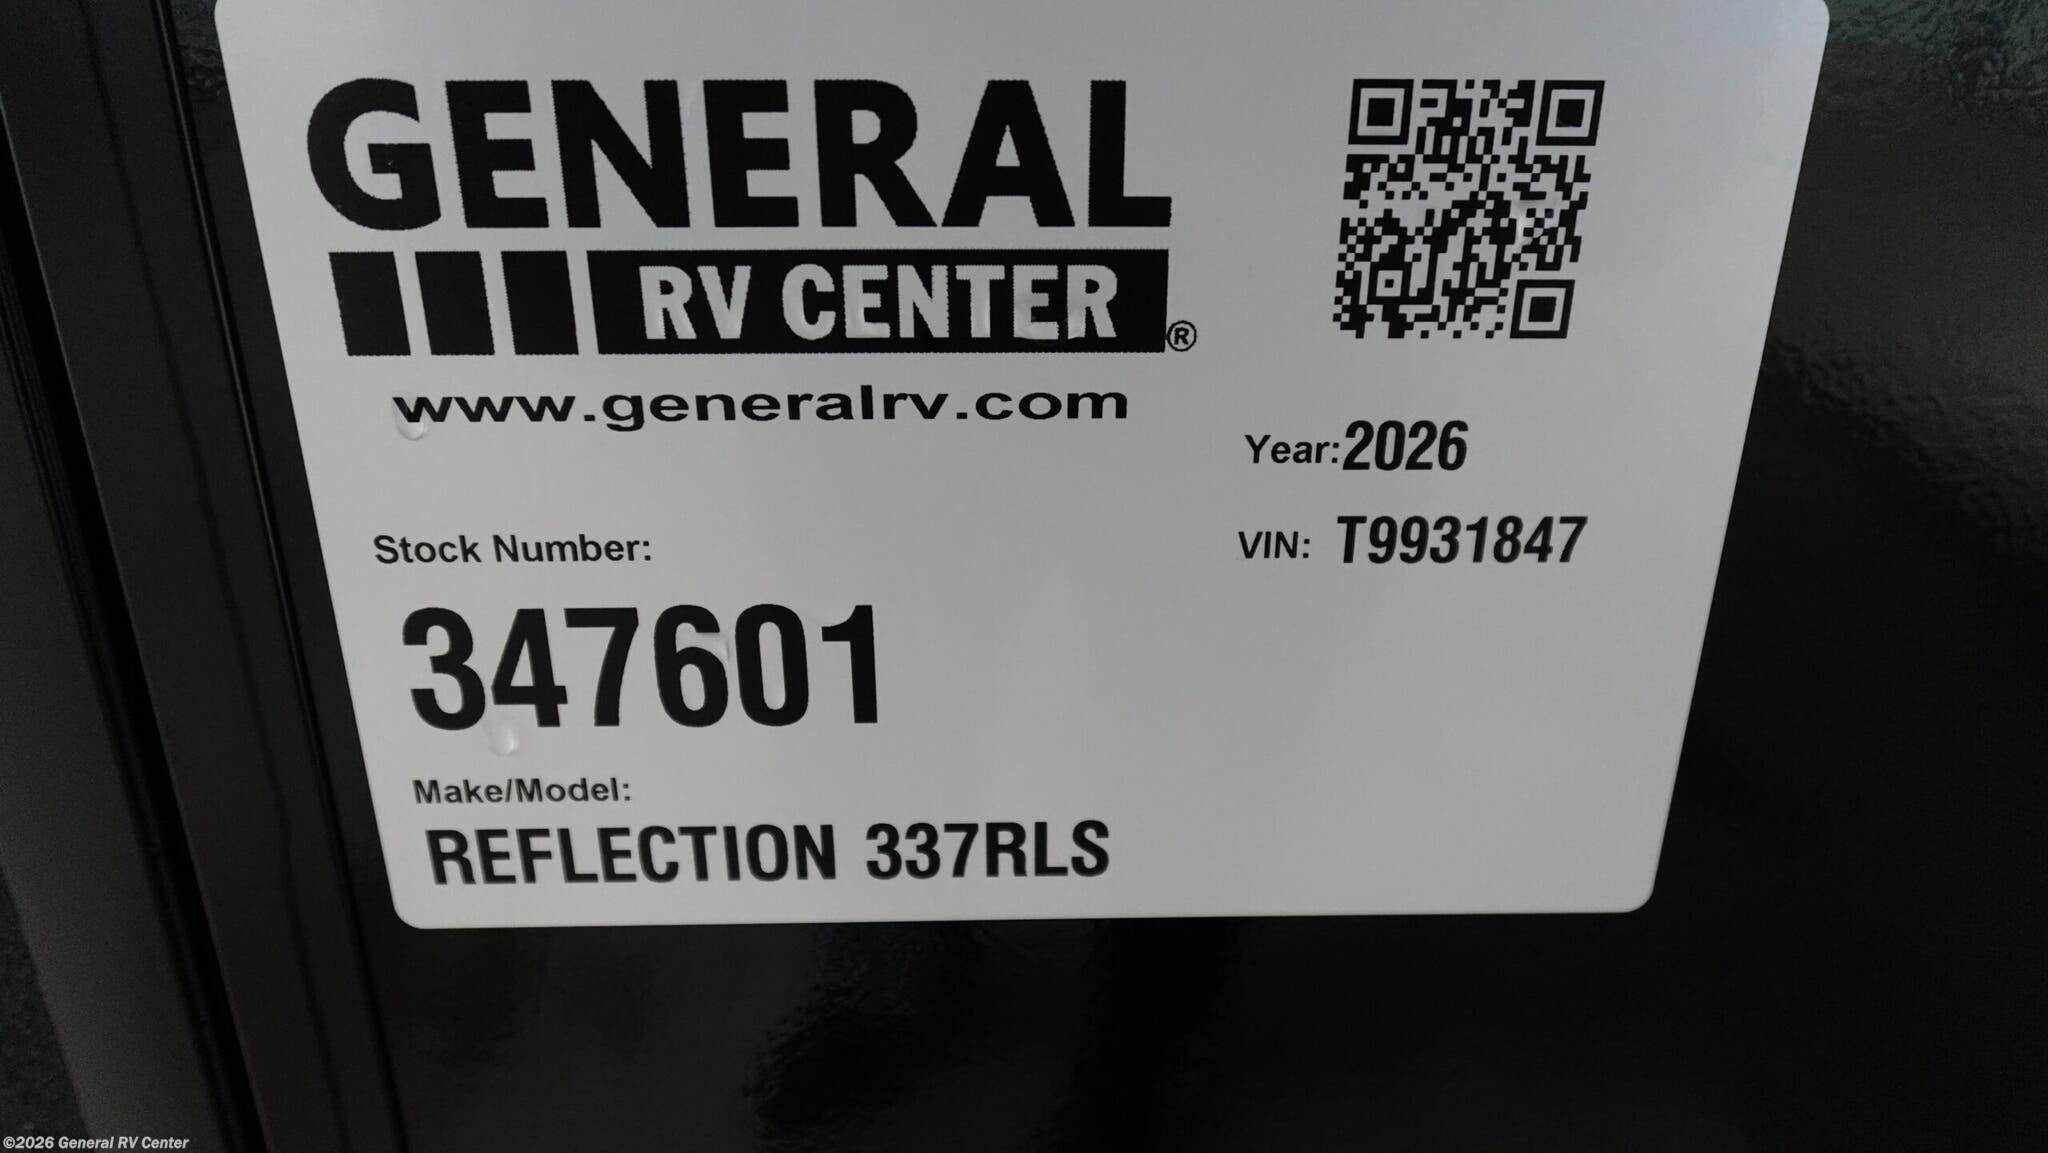 GENERAL
RV CENTER®
www.generalrv.com
Year: 2026
VIN: T9931847
Stock Number:
347601
Make/Model:
REFLECTION 337RLS
©2026 General RV Center